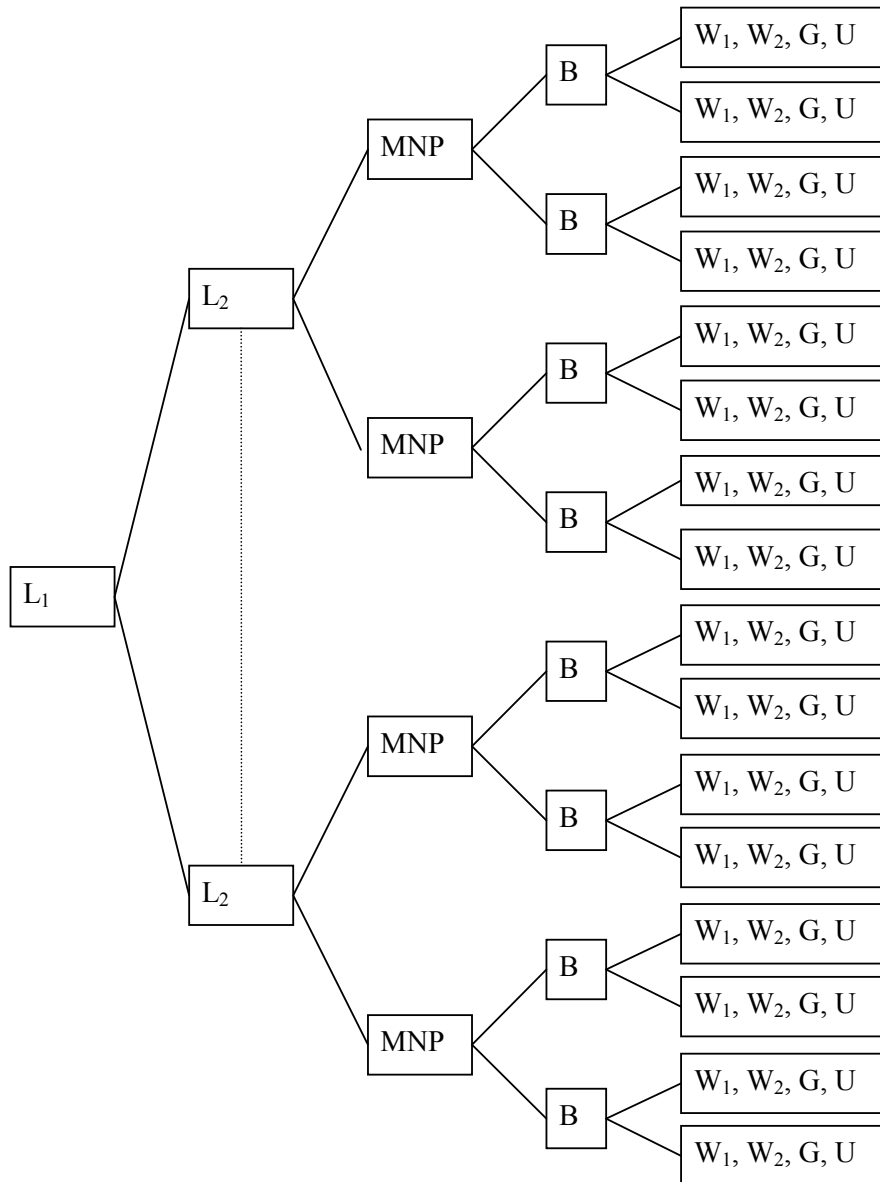 W₁, W₂, G, U
B
W₁, W₂, G, U
MNP
W₁, W₂, G, U
B
W₁, W₂, G, U
L₂
W₁, W₂, G, U
B
W₁, W₂, G, U
MNP
W₁, W₂, G, U
B
W₁, W₂, G, U
L₁
W₁, W₂, G, U
B
W₁, W₂, G, U
MNP
W₁, W₂, G, U
B
W₁, W₂, G, U
L₂
W₁, W₂, G, U
B
W₁, W₂, G, U
MNP
W₁, W₂, G, U
B
W₁, W₂, G, U